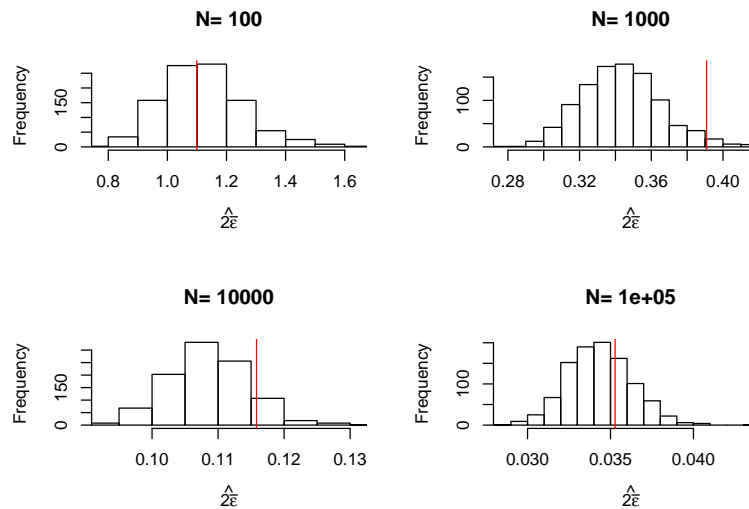 N= 100
Frequency
0 150
0.8 1.0 1.2 1.4 1.6
2ε̂
N= 1000
Frequency
0 100
0.28 0.32 0.36 0.40
2ε̂
N= 10000
Frequency
0 150
0.10 0.11 0.12 0.13
2ε̂
N= 1e+05
Frequency
0 100
0.030 0.035 0.040
2ε̂